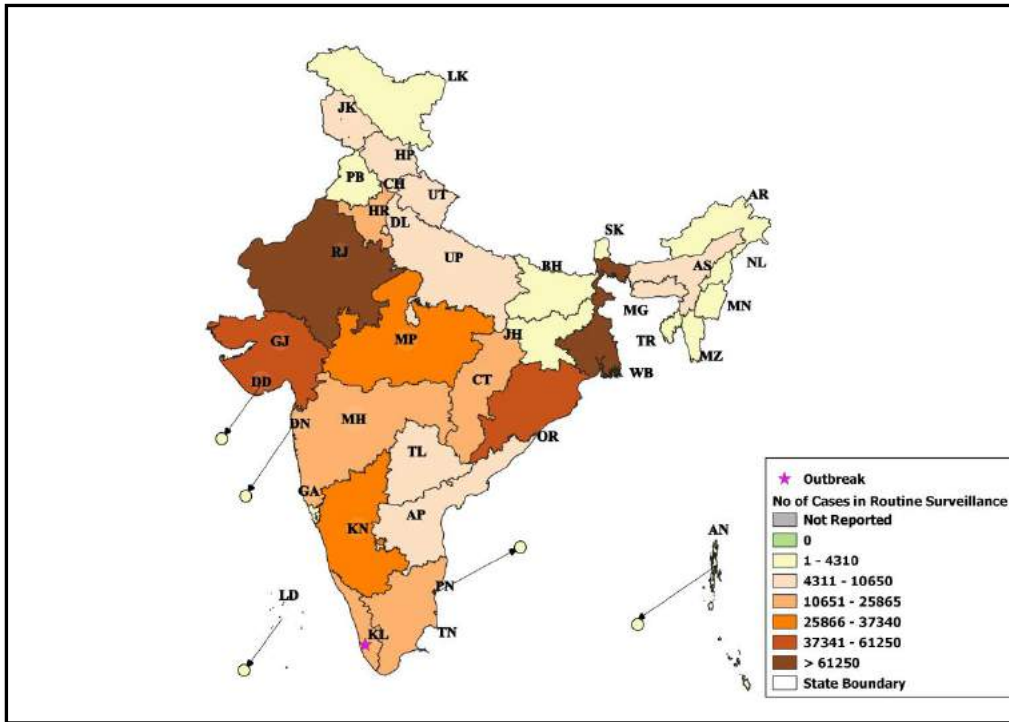 LK
JK
HP
PB
CH
UT
HR
DL
AR
RJ
UP
SK
BH
AS
NL
MG
MN
GJ
MP
JH
TR
MZ
CT
WB
DD
DN
MH
OR
TL
GA
AP
KN
AN
PN
LD
KL
TN
Outbreak
No of Cases in Routine Surveillance
Not Reported
0
1 - 4310
4311 - 10650
10651 - 25865
25866 - 37340
37341 - 61250
> 61250
State Boundary